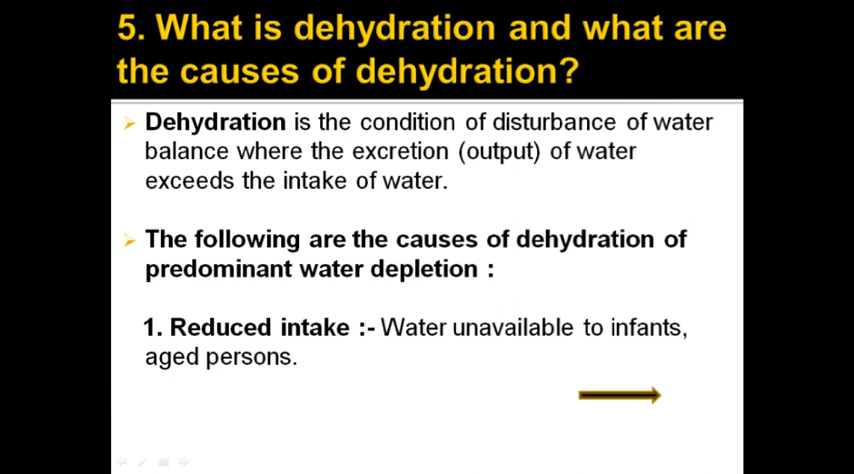 5. What is dehydration and what are
the causes of dehydration?
Dehydration is the condition of disturbance of water
balance where the excretion (output) of water
exceeds the intake of water.
The following are the causes of dehydration of
predominant water depletion :
1. Reduced intake :- Water unavailable to infants,
aged persons.